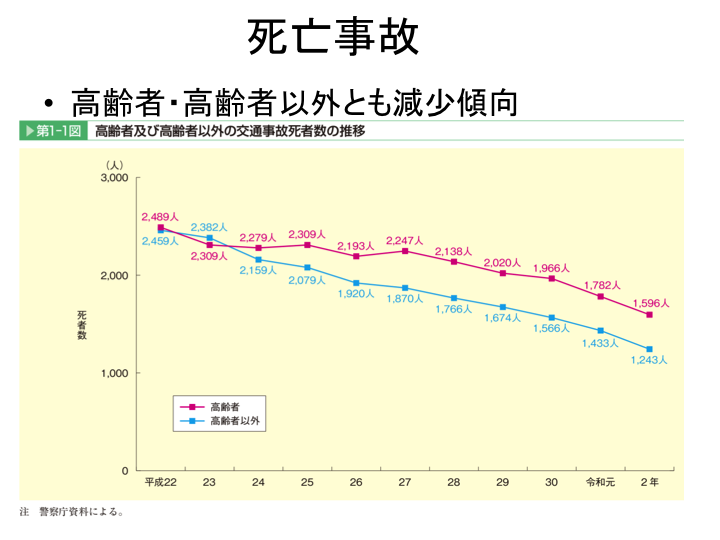 死亡事故
• 高齢者・高齢者以外とも減少傾向
▶第1-1図 高齢者及び高齢者以外の交通事故死者数の推移
（人）
3,000
2,000
1,000
0
死者数
2,489人
2,309人
2,279人
2,309人
2,193人
2,247人
2,138人
2,020人
1,966人
1,782人
1,596人
2,459人
2,382人
2,159人
2,079人
1,920人
1,870人
1,766人
1,674人
1,566人
1,433人
1,243人
高齢者
高齢者以外
平成22 23 24 25 26 27 28 29 30 令和元 2年
注 警察庁資料による。